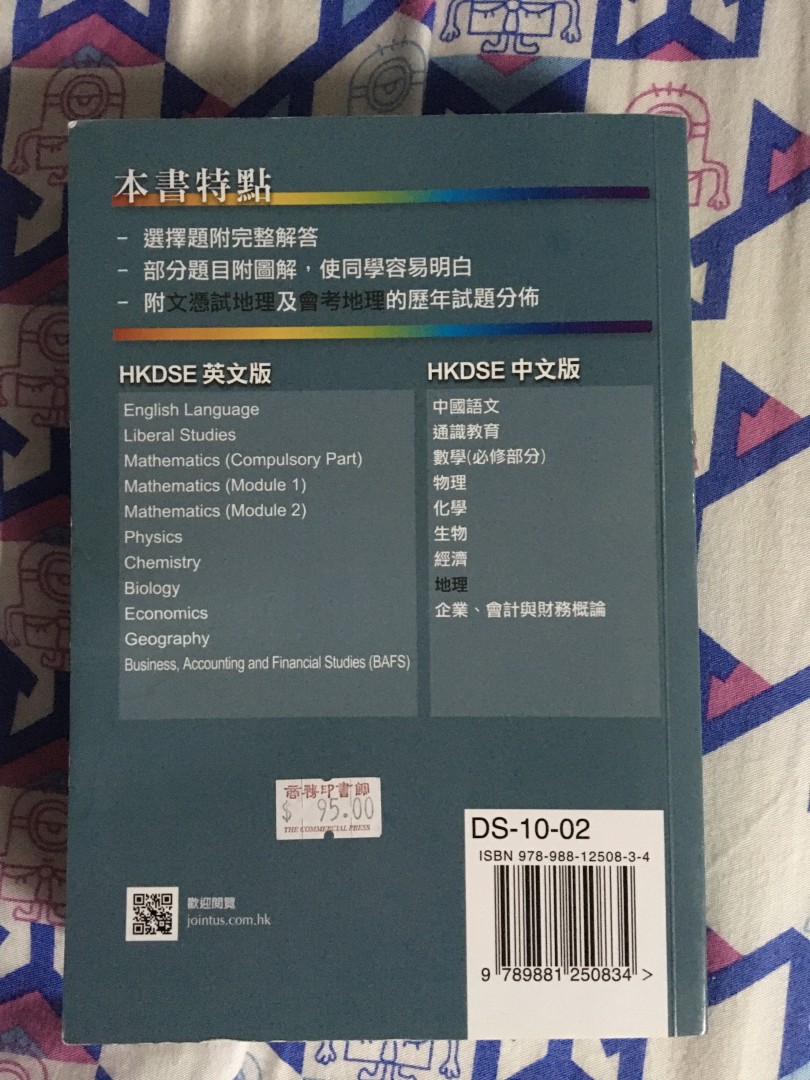 本書特點
- 選擇題附完整解答
- 部分題目附圖解，使同學容易明白
- 附文憑試地理及會考地理的歷年試題分佈
HKDSE 英文版
English Language
Liberal Studies
Mathematics (Compulsory Part)
Mathematics (Module 1)
Mathematics (Module 2)
Physics
Chemistry
Biology
Economics
Geography
Business, Accounting and Financial Studies (BAFS)
HKDSE 中文版
中國語文
通識教育
數學(必修部分)
物理
化學
生物
經濟
地理
企業、會計與財務概論
商務印書館
$ 95.00
THE COMMERCIAL PRESS
歡迎閱覽
jointus.com.hk
DS-10-02
ISBN 978-988-12508-3-4
9 789881 250834 >